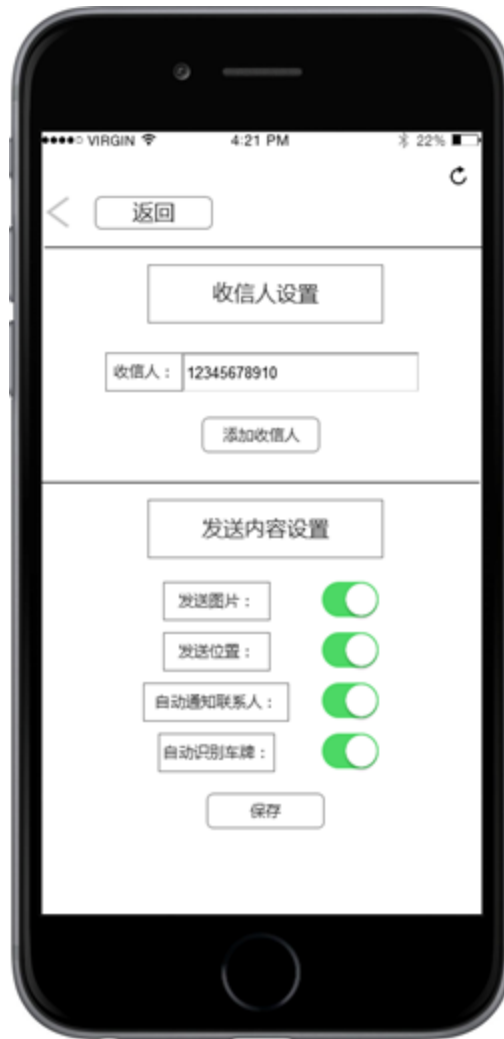 VIRGIN 4:21 PM 22%
返回
收信人设置
收信人： 12345678910
添加收信人
发送内容设置
发送图片：
发送位置：
自动通知联系人：
自动识别车牌：
保存